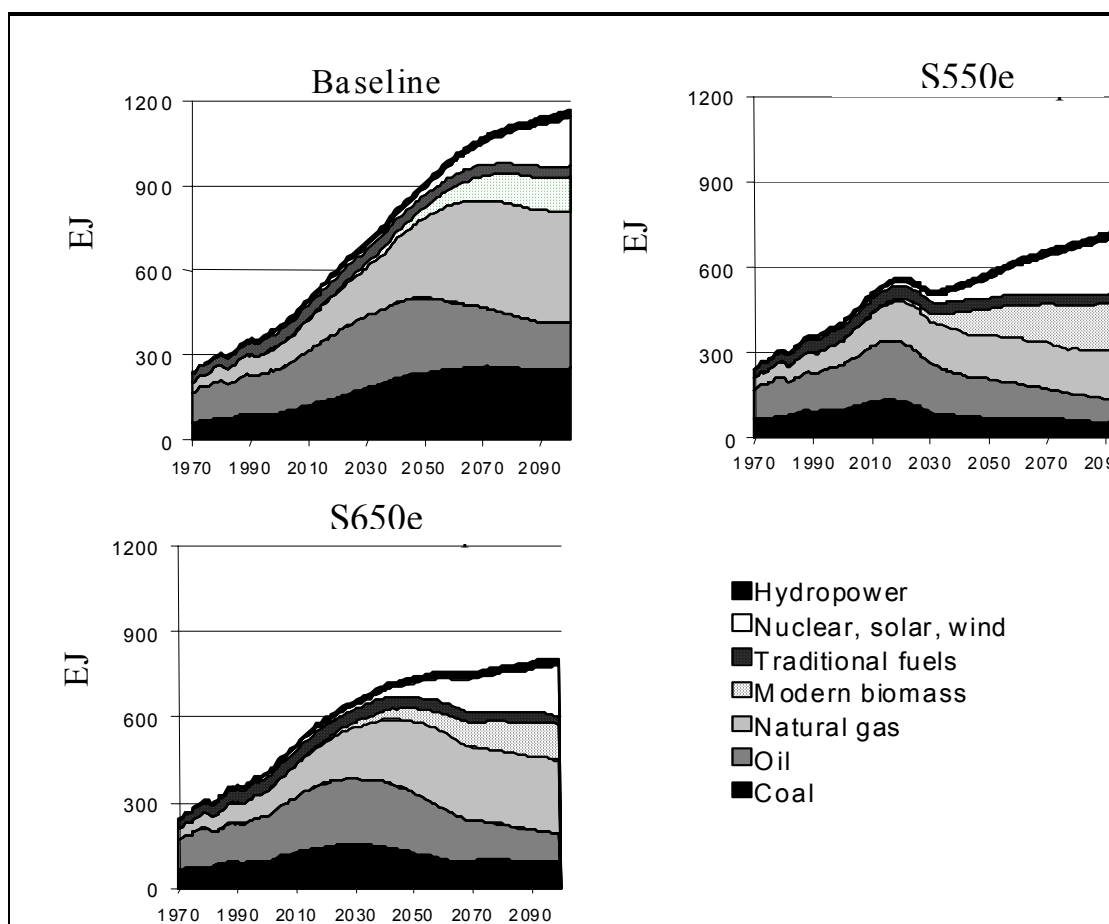 Baseline
1200
900
600
300
0
EJ
1970 1990 2010 2030 2050 2070 2090
S550e
1200
900
600
300
0
EJ
1970 1990 2010 2030 2050 2070
S650e
1200
900
600
300
0
EJ
1970 1990 2010 2030 2050 2070 2090
Hydropower
Nuclear, solar, wind
Traditional fuels
Modern biomass
Natural gas
Oil
Coal